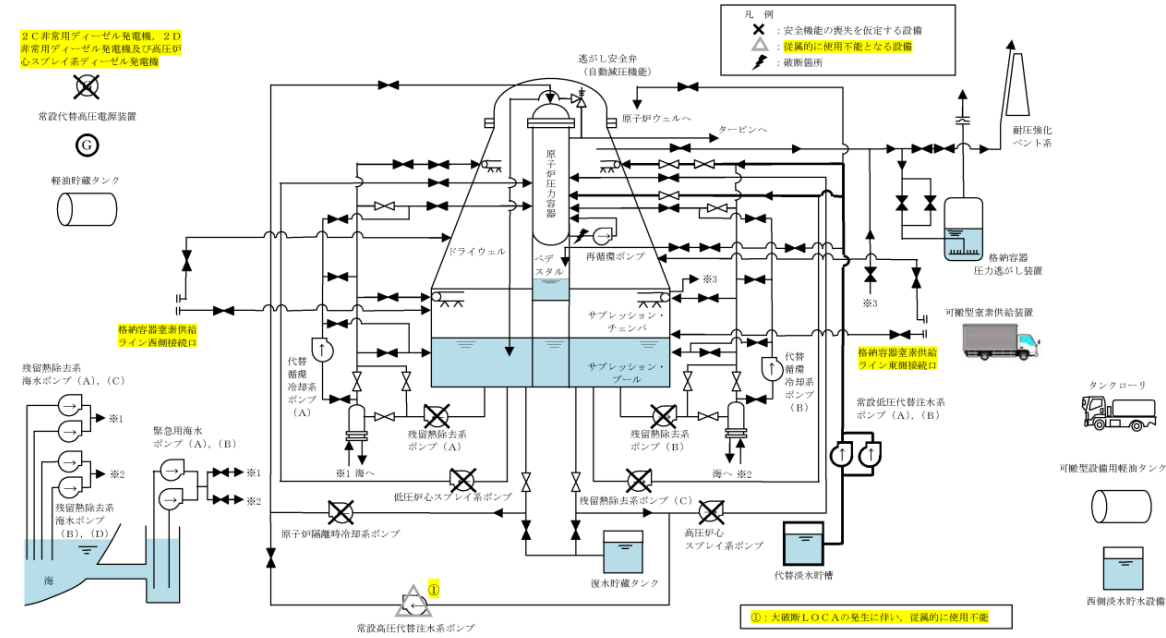 ２Ｃ非常用ディーゼル発電機，２Ｄ
非常用ディーゼル発電機及び高圧炉
心スプレイ系ディーゼル発電機
G
常設代替高圧電源装置
G
軽油貯蔵タンク
凡　例
：安全機能の喪失を仮定する設備
：従属的に使用不能となる設備
：破断箇所
逃がし安全弁
（自動減圧機能）
原子炉ウェルへ
タービンへ
耐圧強化
ベント系
原子炉圧力容器
ドライウェル
再循環ポンプ
ペデ
スタル
格納容器
圧力逃がし装置
※3
※3
サプレッション・
チェンバ
可搬型窒素供給装置
格納容器窒素供給
ライン西側接続口
格納容器窒素供給
ライン東側接続口
代替
循環
冷却系
ポンプ
(A)
代替
循環
冷却系
ポンプ
(B)
サプレッション・
プール
残留熱除去系
海水ポンプ（A），（C）
※1
※2
残留熱除去系
海水ポンプ
（B），（D）
海
緊急用海水
ポンプ（A），（B）
※1
※2
残留熱除去系
ポンプ（A）
残留熱除去系
ポンプ（B）
※1 海へ
海へ ※2
常設低圧代替注水系
ポンプ（A），（B）
タンクローリ
可搬型設備用軽油タンク
低圧炉心スプレイ系ポンプ
残留熱除去系ポンプ（C）
原子炉隔離時冷却系ポンプ
高圧炉心
スプレイ系ポンプ
復水貯蔵タンク
代替淡水貯槽
西側淡水貯水設備
①
常設高圧代替注水系ポンプ
①：大破断ＬＯＣＡの発生に伴い，従属的に使用不能